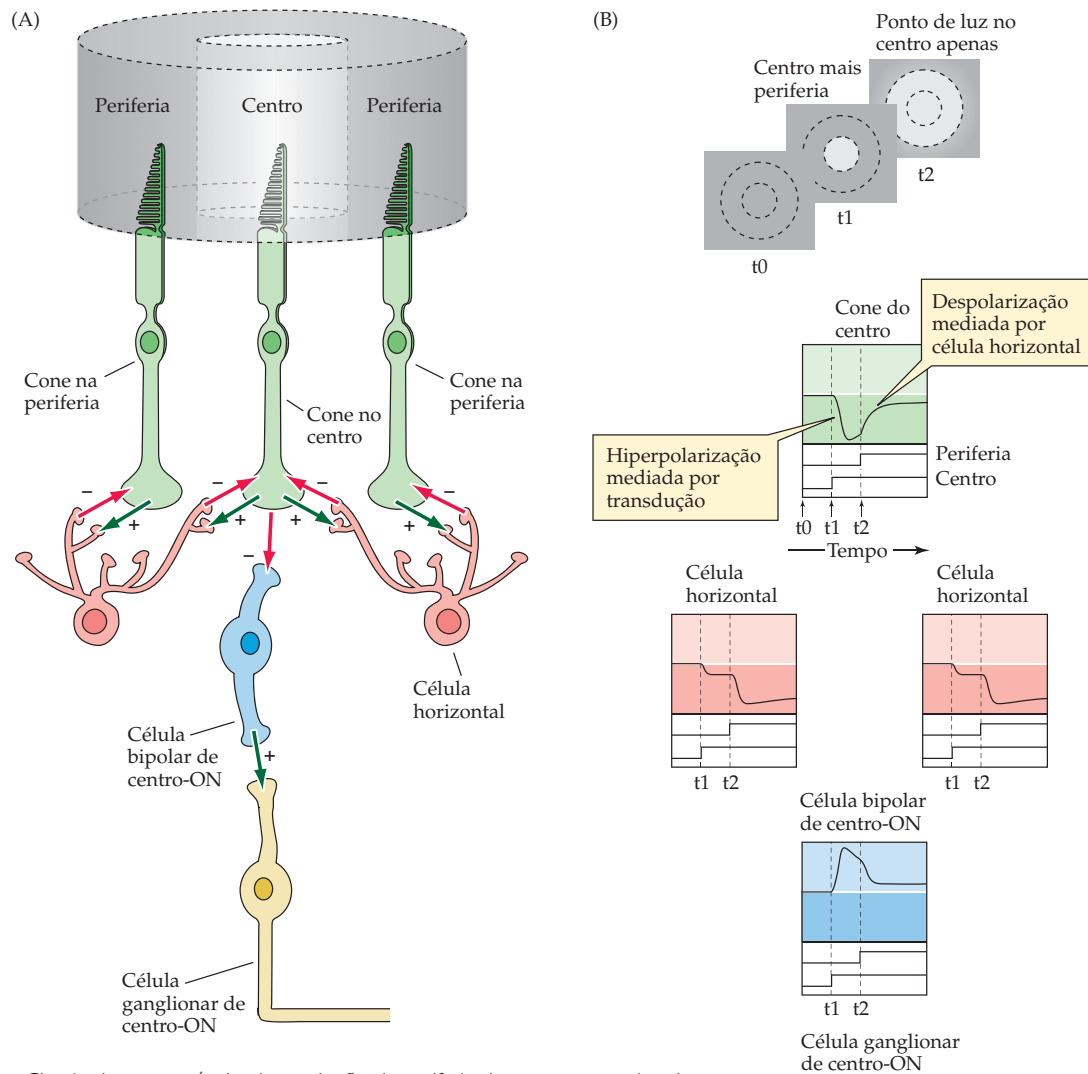 (A)
Periferia
Centro
Periferia
Cone na
periferia
Cone no
centro
Cone na
periferia
–
+
–
+
+
–
–
+
–
Célula
horizontal
Célula
bipolar de
centro-ON
+
Célula
ganglionar de
centro-ON
(B)
Ponto de luz no
centro apenas
Centro mais
periferia
t2
t1
t0
Cone do
centro
Despolarização
mediada por
célula horizontal
Hiperpolarização
mediada por
transdução
Periferia
Centro
t0
t1
t2
Tempo
Célula
horizontal
t1
t2
Célula
horizontal
t1
t2
Célula bipolar
de centro-ON
t1
t2
Célula ganglionar
de centro-ON